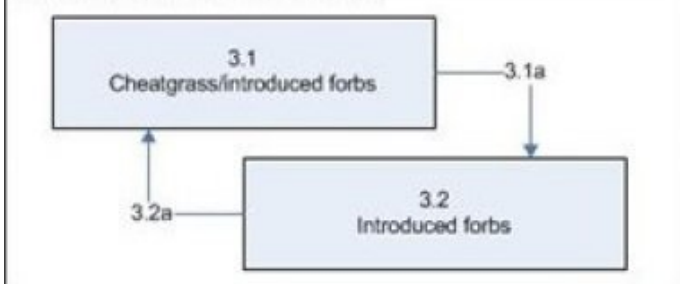 3.1
Cheatgrass/introduced forbs
3.1a
3.2a
3.2
Introduced forbs